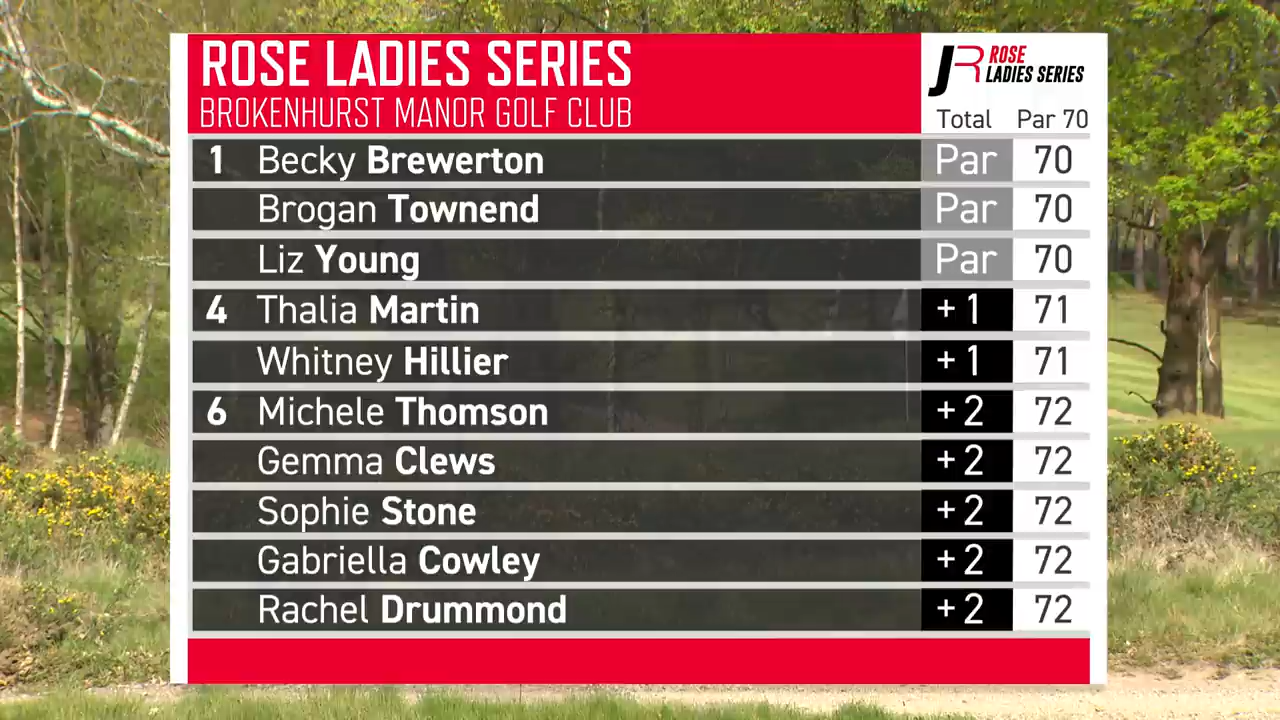 ROSE LADIES SERIES
BROKENHURST MANOR GOLF CLUB
JR ROSE
LADIES SERIES
Total Par 70
1 Becky Brewerton Par 70
Brogan Townend Par 70
Liz Young Par 70
4 Thalia Martin +1 71
Whitney Hillier +1 71
6 Michele Thomson +2 72
Gemma Clews +2 72
Sophie Stone +2 72
Gabriella Cowley +2 72
Rachel Drummond +2 72